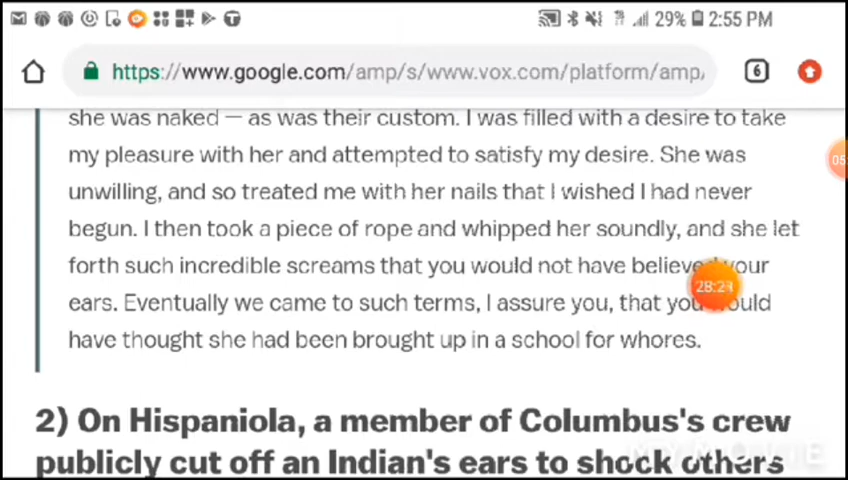 29% 2:55 PM
https://www.google.com/amp/s/www.vox.com/platform/amp, 6
she was naked — as was their custom. I was filled with a desire to take
my pleasure with her and attempted to satisfy my desire. She was
unwilling, and so treated me with her nails that I wished I had never
begun. I then took a piece of rope and whipped her soundly, and she let
forth such incredible screams that you would not have believed your
28:24
ears. Eventually we came to such terms, I assure you, that you would
have thought she had been brought up in a school for whores.
2) On Hispaniola, a member of Columbus's crew
publicly cut off an Indian's ears to shock others